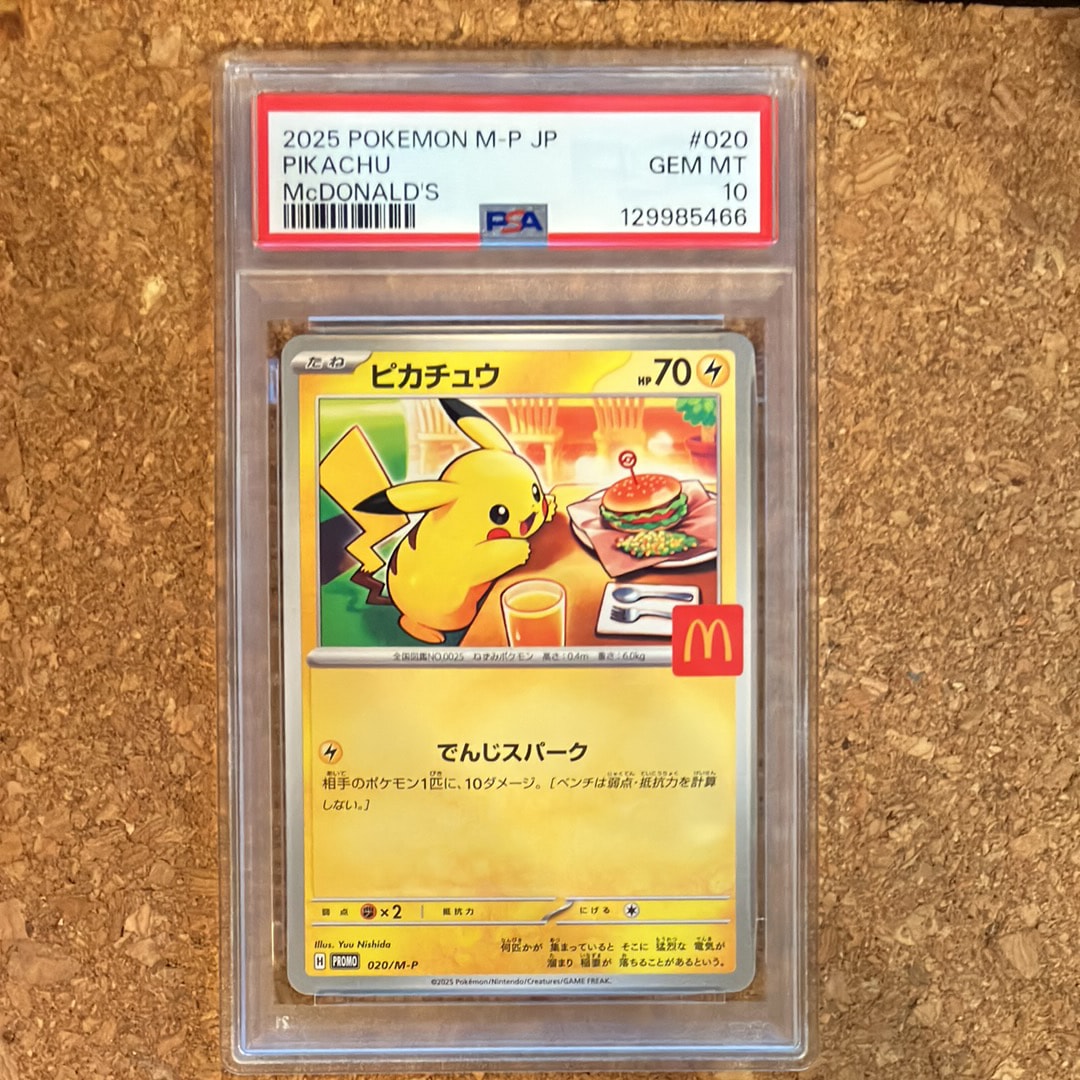 2025 POKEMON M-P JP #020
PIKACHU GEM MT
McDONALD'S 10
PSA 129985466
たね ピカチュウ HP 70
M
全国図鑑NO.0025 ねずみポケモン 高さ:0.4m 重さ:6.0kg
でんじスパーク
相手のポケモン1匹に、10ダメージ。[ベンチは弱点・抵抗力を計算
しない。]
弱点 ×2 抵抗力 にげる
Illus. Yuu Nishida
何匹かが 集まっていると そこに 猛烈な 電気が
H PROMO 020/M-P
溜まり 稲妻が 落ちることがあるという。
©2025 Pokémon/Nintendo/Creatures/GAME FREAK.